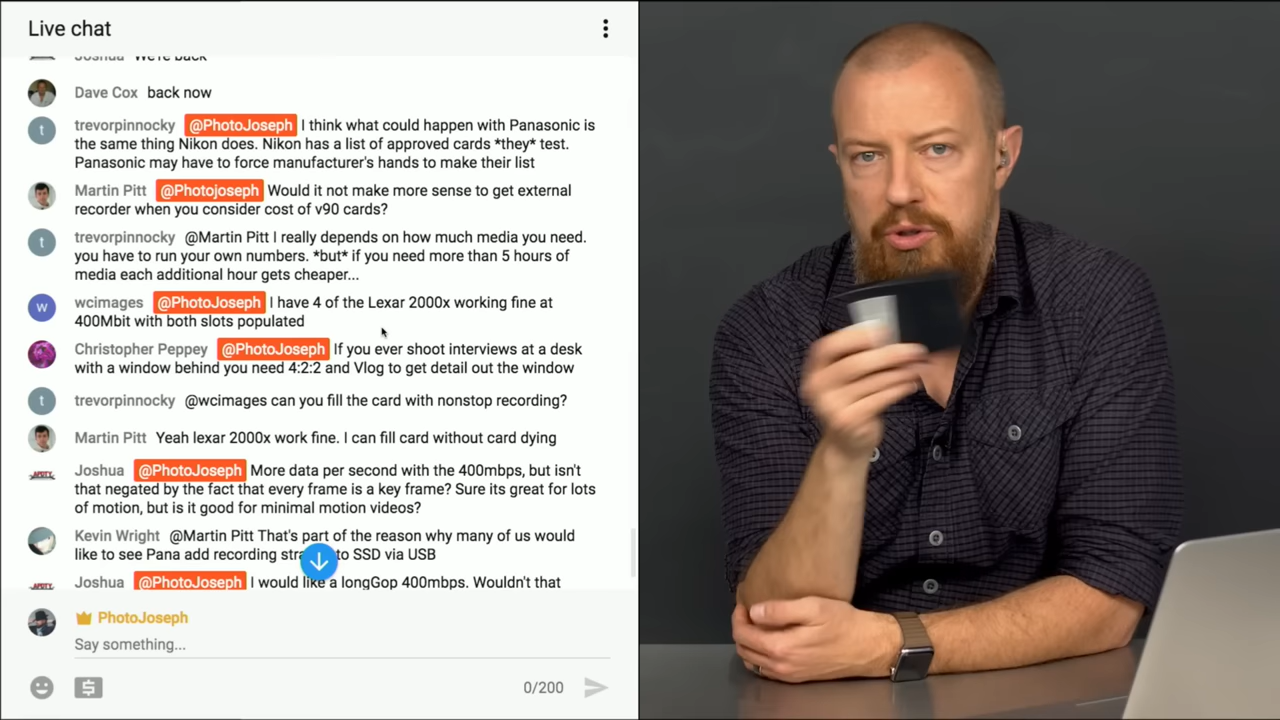 Live chat
Joshua We're back
Dave Cox back now
t
trevorpinnocky @PhotoJoseph I think what could happen with Panasonic is
the same thing Nikon does. Nikon has a list of approved cards *they* test.
Panasonic may have to force manufacturer's hands to make their list
Martin Pitt @Photojoseph Would it not make more sense to get external
recorder when you consider cost of v90 cards?
t
trevorpinnocky @Martin Pitt I really depends on how much media you need.
you have to run your own numbers. *but* if you need more than 5 hours of
media each additional hour gets cheaper...
w
wcimages @PhotoJoseph I have 4 of the Lexar 2000x working fine at
400Mbit with both slots populated
Christopher Peppey @PhotoJoseph If you ever shoot interviews at a desk
with a window behind you need 4:2:2 and Vlog to get detail out the window
t
trevorpinnocky @wcimages can you fill the card with nonstop recording?
Martin Pitt Yeah lexar 2000x work fine. I can fill card without card dying
Joshua @PhotoJoseph More data per second with the 400mbps, but isn't
that negated by the fact that every frame is a key frame? Sure its great for lots
of motion, but is it good for minimal motion videos?
Kevin Wright @Martin Pitt That's part of the reason why many of us would
like to see Pana add recording to SSD via USB
Joshua @PhotoJoseph I would like a longGop 400mbps. Wouldn't that
PhotoJoseph
Say something...
$
0/200